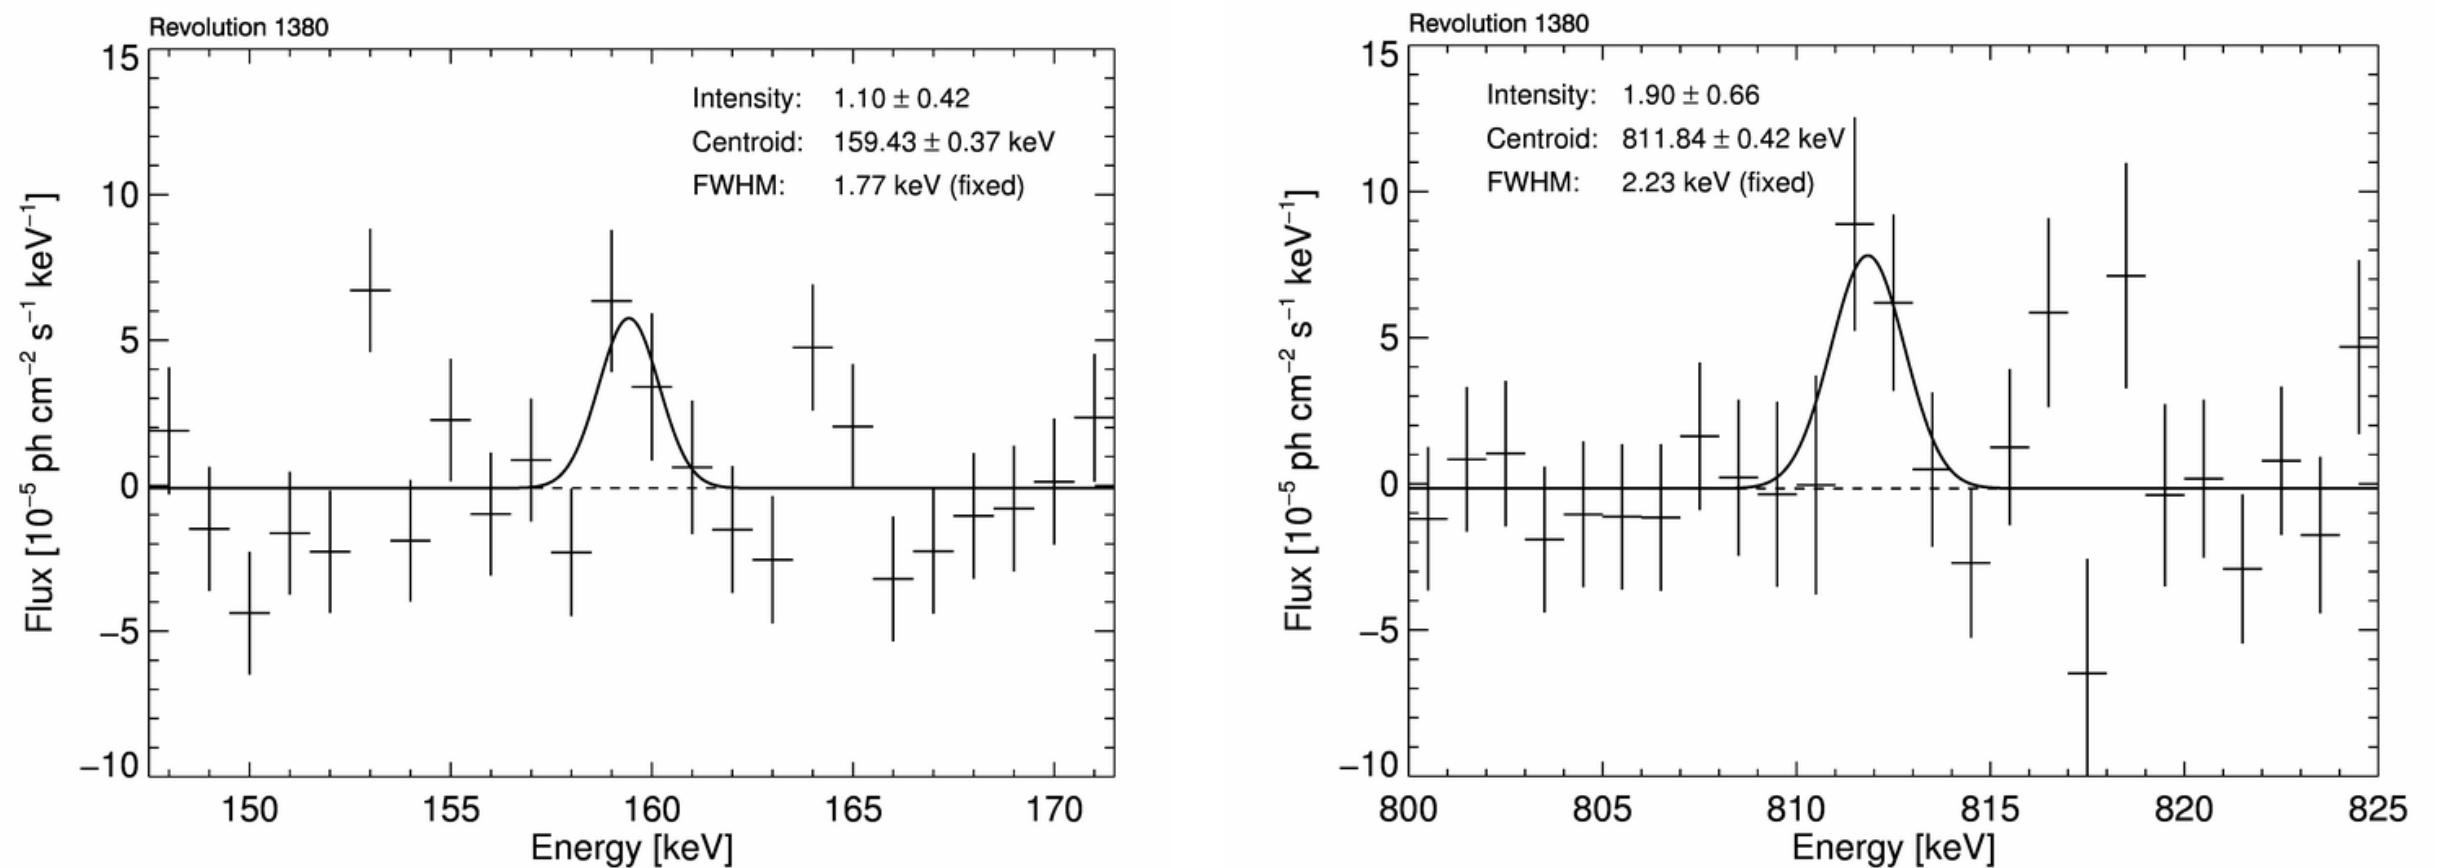 Revolution 1380
15
10
5
0
−5
−10
Flux [10⁻⁵ ph cm⁻² s⁻¹ keV⁻¹]
Intensity: 1.10 ± 0.42
Centroid: 159.43 ± 0.37 keV
FWHM: 1.77 keV (fixed)
150 155 160 165 170
Energy [keV]
Revolution 1380
15
10
5
0
−5
−10
Flux [10⁻⁵ ph cm⁻² s⁻¹ keV⁻¹]
Intensity: 1.90 ± 0.66
Centroid: 811.84 ± 0.42 keV
FWHM: 2.23 keV (fixed)
800 805 810 815 820 825
Energy [keV]